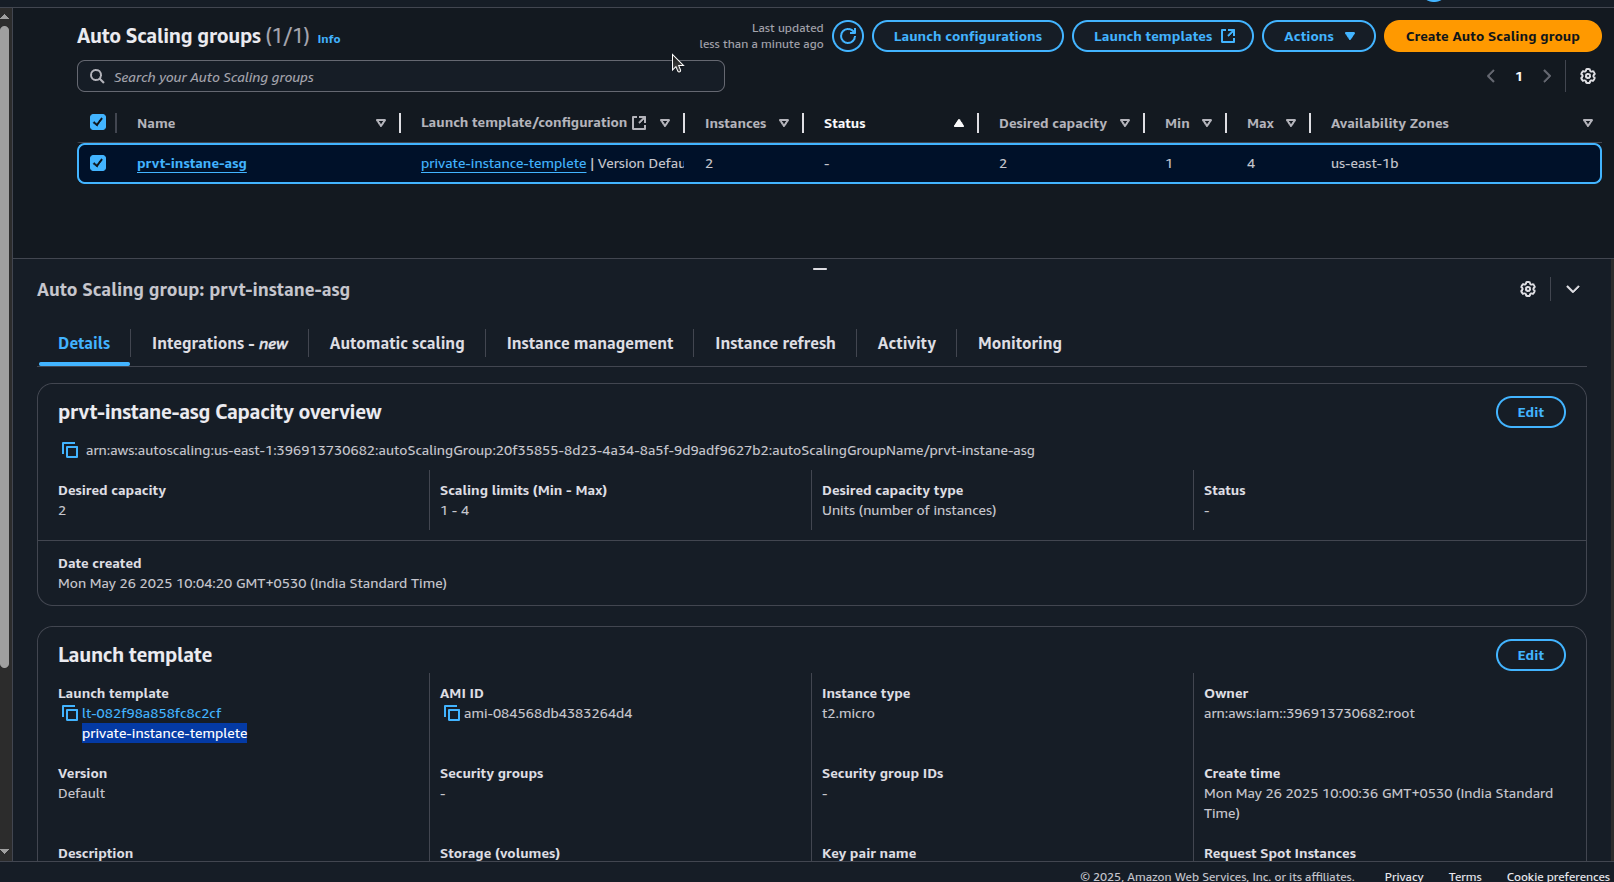 Auto Scaling groups (1/1) Info
Last updated
less than a minute ago
Launch configurations
Launch templates
Actions
Create Auto Scaling group
Search your Auto Scaling groups
1
Name Launch template/configuration Instances Status Desired capacity Min Max Availability Zones
prvt-instane-asg private-instance-templete | Version Defau 2 - 2 1 4 us-east-1b
Auto Scaling group: prvt-instane-asg
Details Integrations - new Automatic scaling Instance management Instance refresh Activity Monitoring
prvt-instane-asg Capacity overview
Edit
arn:aws:autoscaling:us-east-1:396913730682:autoScalingGroup:20f35855-8d23-4a34-8a5f-9d9adf9627b2:autoScalingGroupName/prvt-instane-asg
Desired capacity
2
Scaling limits (Min - Max)
1 - 4
Desired capacity type
Units (number of instances)
Status
-
Date created
Mon May 26 2025 10:04:20 GMT+0530 (India Standard Time)
Launch template
Edit
Launch template
lt-082f98a858fc8c2cf
private-instance-templete
AMI ID
ami-084568db4383264d4
Instance type
t2.micro
Owner
arn:aws:iam::396913730682:root
Version
Default
Security groups
-
Security group IDs
-
Create time
Mon May 26 2025 10:00:36 GMT+0530 (India Standard
Time)
Description
Storage (volumes)
Key pair name
Request Spot Instances
© 2025, Amazon Web Services, Inc. or its affiliates. Privacy Terms Cookie preferences